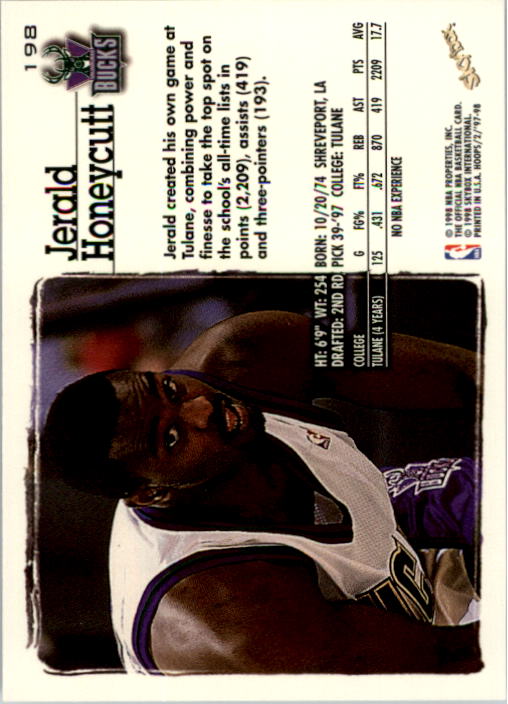 198
BUCKS
Jerald
Honeycutt
Jerald created his own game at
Tulane, combining power and
finesse to take the top spot on
the school's all-time lists in
points (2,209), assists (419)
and three-pointers (193).
HT: 6'9" WT: 254 BORN: 10/20/74 SHREVEPORT, LA
DRAFTED: 2ND RD, PICK 39-'97 COLLEGE: TULANE
COLLEGE G FG% FT% REB AST PTS AVG
TULANE (4 YEARS) 125 .431 .672 870 419 2209 17.7
NO NBA EXPERIENCE
© 1998 NBA PROPERTIES, INC.
THE OFFICIAL NBA BASKETBALL CARD.
© 1998 SKYBOX INTERNATIONAL.
PRINTED IN U.S.A. HOOPS/2/'97-98
SKYBOX